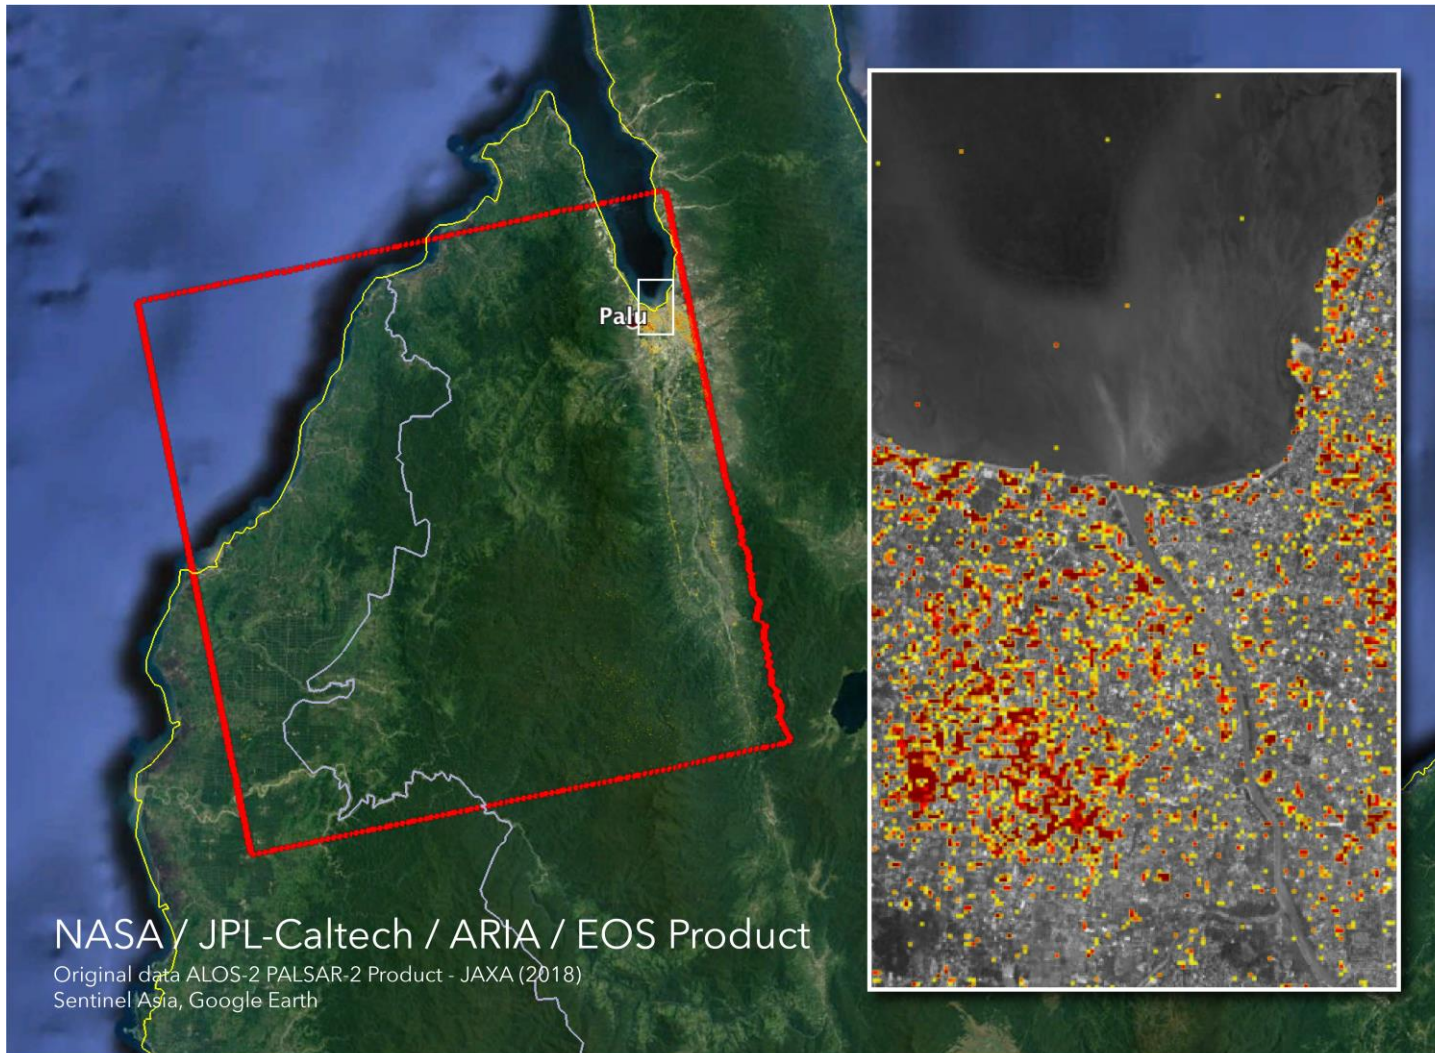 Palu
NASA / JPL-Caltech / ARIA / EOS Product
Original data ALOS-2 PALSAR-2 Product - JAXA (2018)
Sentinel Asia, Google Earth